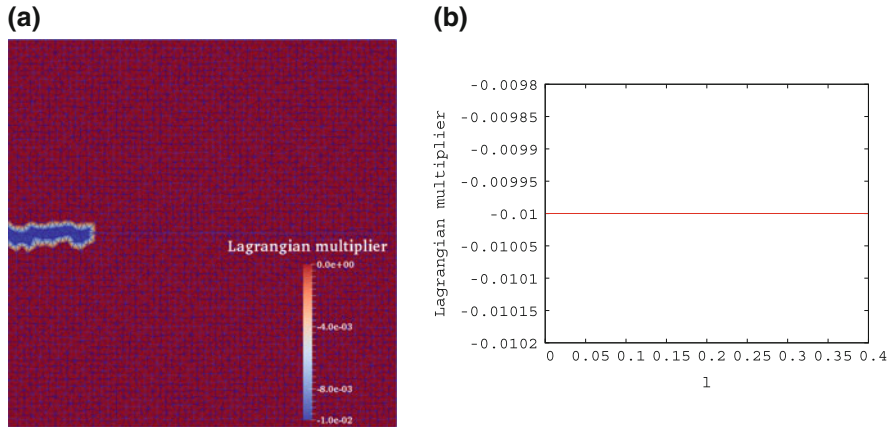 (a)
Lagrangian multiplier
0.0e+00
-4.0e-03
-8.0e-03
-1.0e-02
(b)
Lagrangian multiplier
-0.0098
-0.00985
-0.0099
-0.00995
-0.01
-0.01005
-0.0101
-0.01015
-0.0102
0 0.05 0.1 0.15 0.2 0.25 0.3 0.35 0.4
l